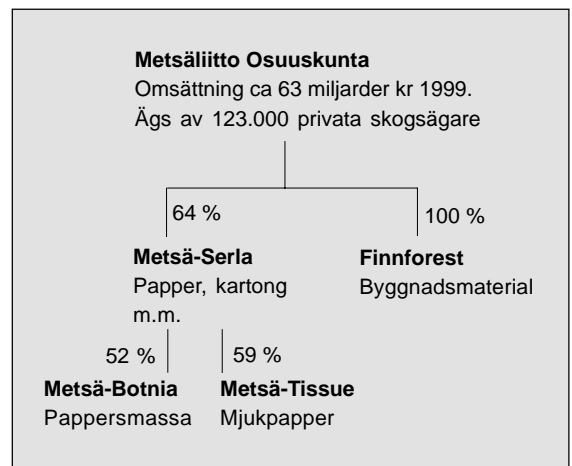 Metsäliitto Osuuskunta
Omsättning ca 63 miljarder kr 1999.
Ägs av 123.000 privata skogsägare
64 %
100 %
Metsä-Serla
Papper, kartong
m.m.
Finnforest
Byggnadsmaterial
52 %
59 %
Metsä-Botnia
Pappersmassa
Metsä-Tissue
Mjukpapper